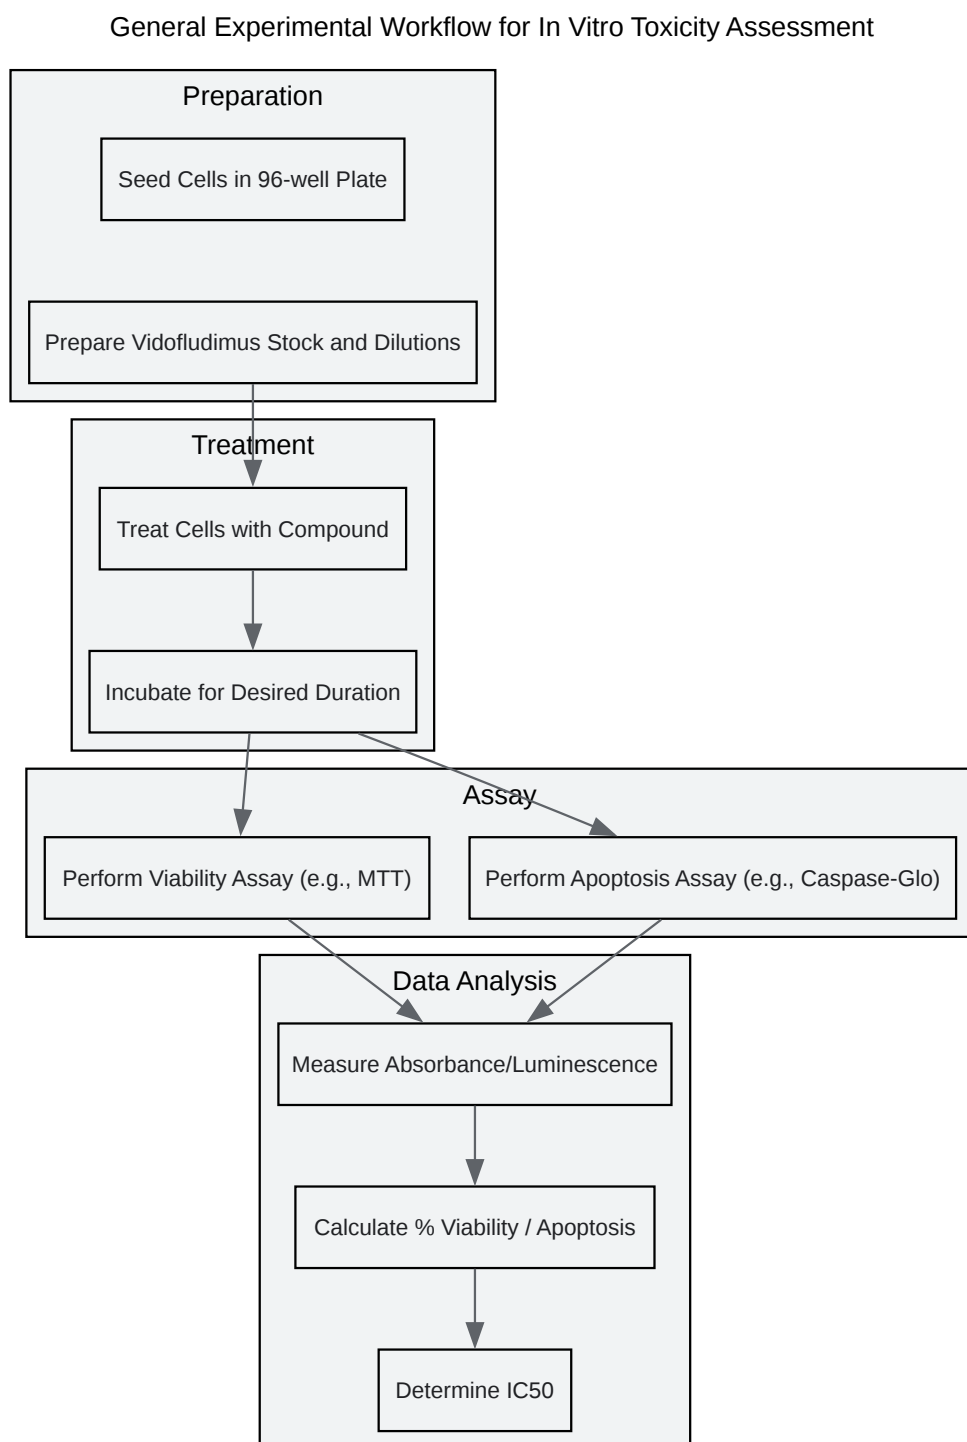 General Experimental Workflow for In Vitro Toxicity Assessment
Preparation
Seed Cells in 96-well Plate
Prepare Vidofludimus Stock and Dilutions
Treatment
Treat Cells with Compound
Incubate for Desired Duration
Assay
Perform Viability Assay (e.g., MTT)
Perform Apoptosis Assay (e.g., Caspase-Glo)
Data Analysis
Measure Absorbance/Luminescence
Calculate % Viability / Apoptosis
Determine IC50